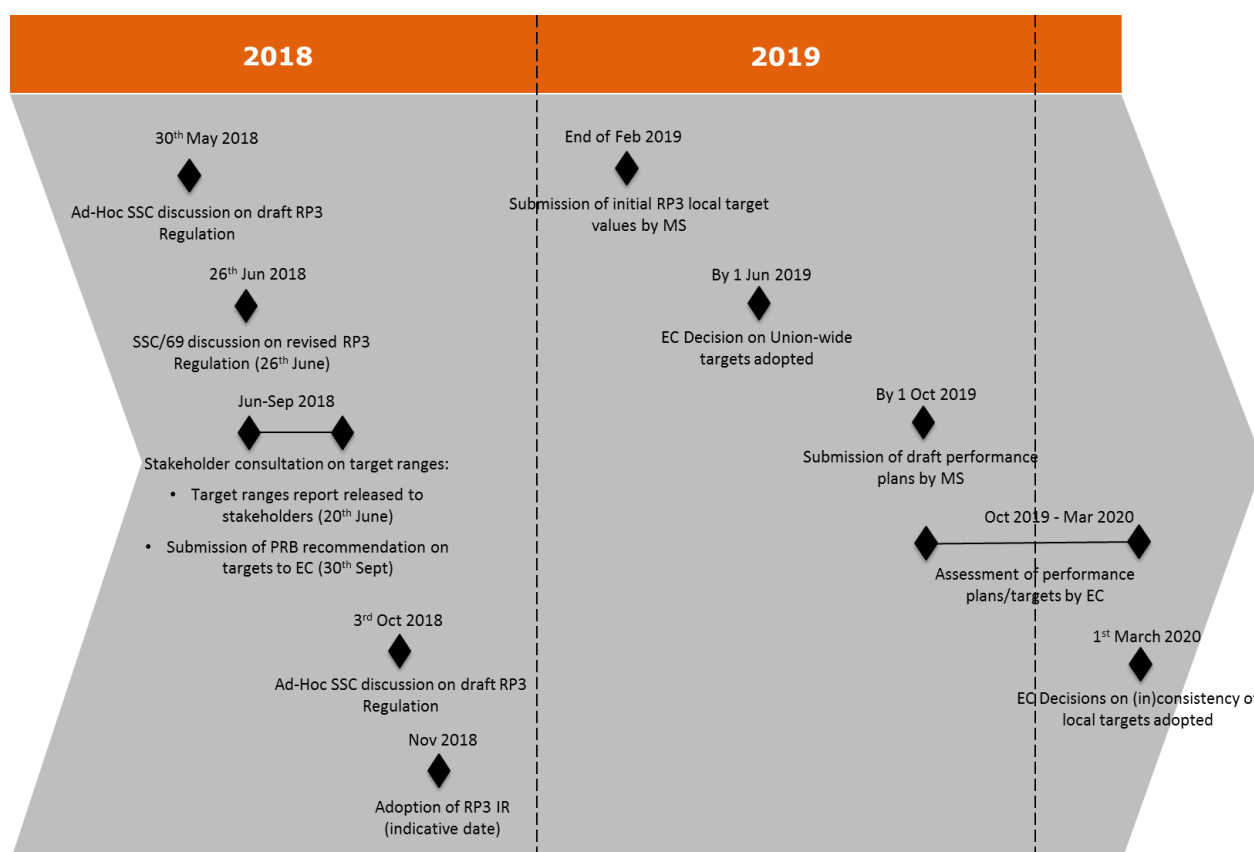 2018
2019
30th May 2018
Ad-Hoc SSC discussion on draft RP3
Regulation
26th Jun 2018
SSC/69 discussion on revised RP3
Regulation (26th June)
Jun-Sep 2018
Stakeholder consultation on target ranges:
• Target ranges report released to
stakeholders (20th June)
• Submission of PRB recommendation on
targets to EC (30th Sept)
3rd Oct 2018
Ad-Hoc SSC discussion on draft RP3
Regulation
Nov 2018
Adoption of RP3 IR
(indicative date)
End of Feb 2019
Submission of initial RP3 local target
values by MS
By 1 Jun 2019
EC Decision on Union-wide
targets adopted
By 1 Oct 2019
Submission of draft performance
plans by MS
Oct 2019 - Mar 2020
Assessment of performance
plans/targets by EC
1st March 2020
EC Decisions on (in)consistency of
local targets adopted